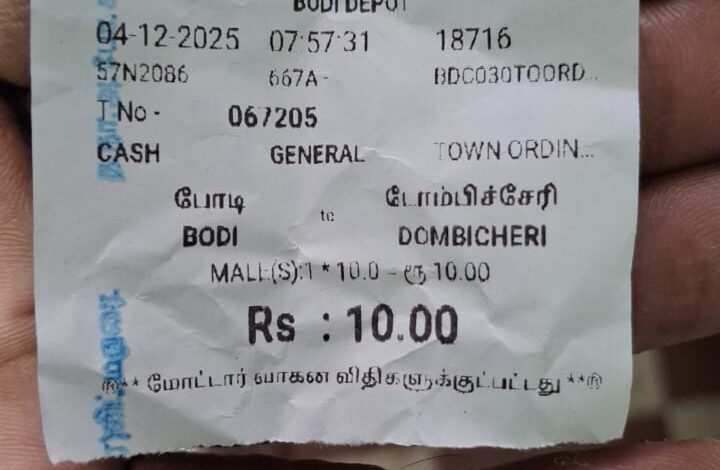 BODI DEPOT
04-12-2025 07:57:31 18716
57N2086 667A- BDC030TOORD...
T No - 067205
CASH GENERAL TOWN ORDIN...
போடி to டோம்பிச்சேரி
BODI DOMBICHERI
MALE(S):1 * 10.0 - ரூ 10.00
Rs : 10.00
** மோட்டார் வாகன விதிகளுக்குட்பட்டது **